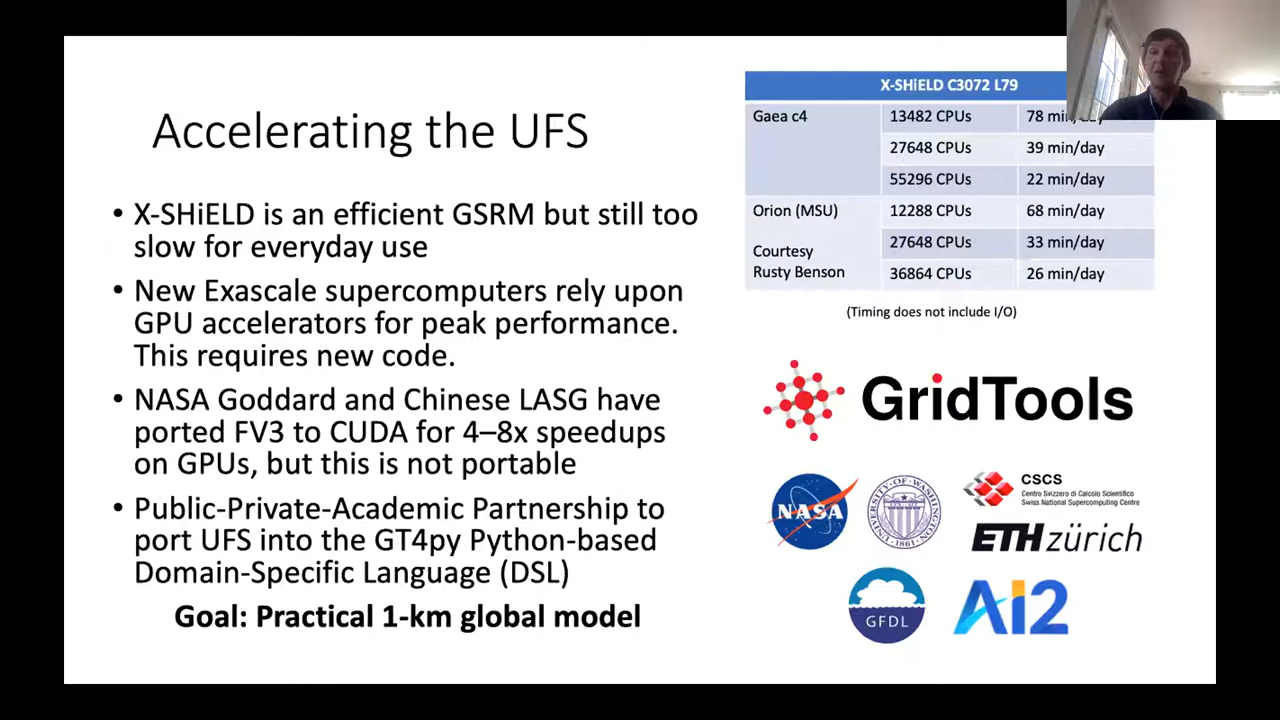 Accelerating the UFS
• X-SHiELD is an efficient GSRM but still too
slow for everyday use
• New Exascale supercomputers rely upon
GPU accelerators for peak performance.
This requires new code.
• NASA Goddard and Chinese LASG have
ported FV3 to CUDA for 4–8x speedups
on GPUs, but this is not portable
• Public-Private-Academic Partnership to
port UFS into the GT4py Python-based
Domain-Specific Language (DSL)
Goal: Practical 1-km global model
X-SHiELD C3072 L79
Gaea c4 13482 CPUs 78 min/day
27648 CPUs 39 min/day
55296 CPUs 22 min/day
Orion (MSU) 12288 CPUs 68 min/day
Courtesy
Rusty Benson
27648 CPUs 33 min/day
36864 CPUs 26 min/day
(Timing does not include I/O)
GridTools
NASA
UNIVERSITY OF WASHINGTON
1861
CSCS
Centro Svizzero di Calcolo Scientifico
Swiss National Supercomputing Centre
ETH zürich
GFDL
AI2